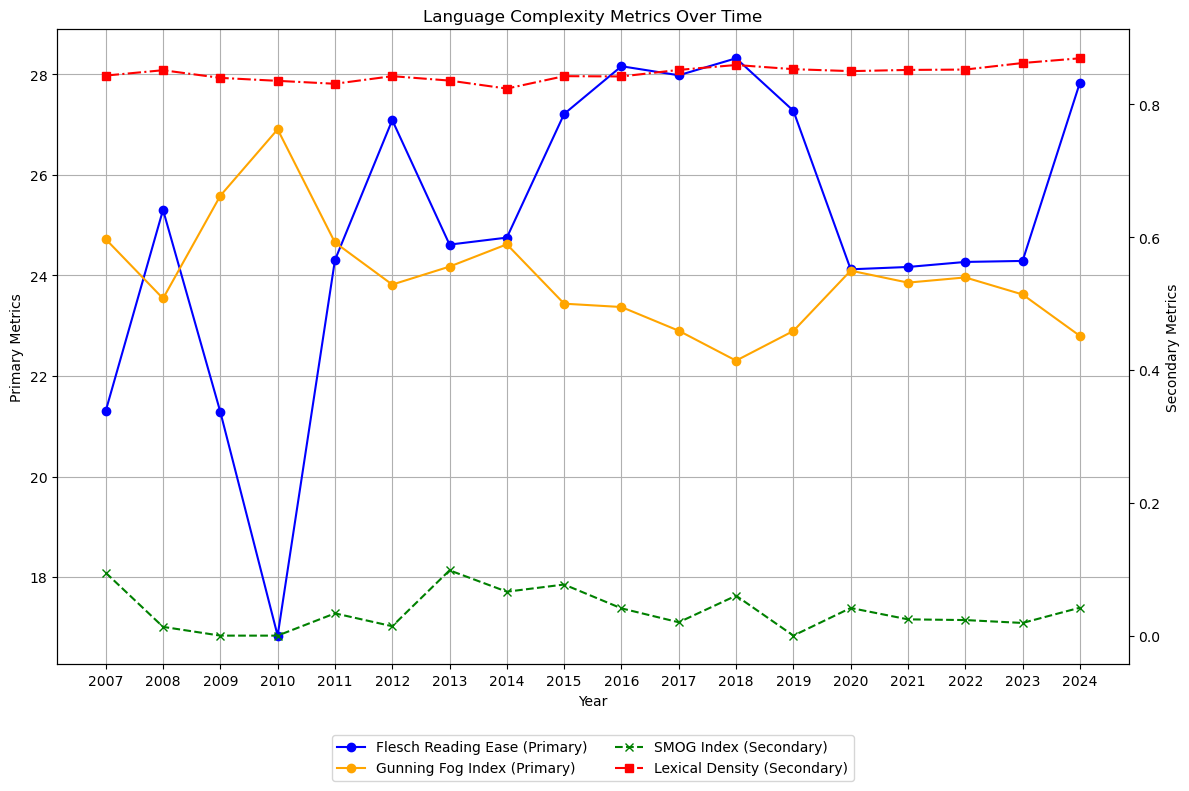 Language Complexity Metrics Over Time
Primary Metrics
28
26
24
22
20
18
0.8
0.6
0.4
0.2
0.0
Secondary Metrics
2007 2008 2009 2010 2011 2012 2013 2014 2015 2016 2017 2018 2019 2020 2021 2022 2023 2024
Year
Flesch Reading Ease (Primary)
Gunning Fog Index (Primary)
SMOG Index (Secondary)
Lexical Density (Secondary)